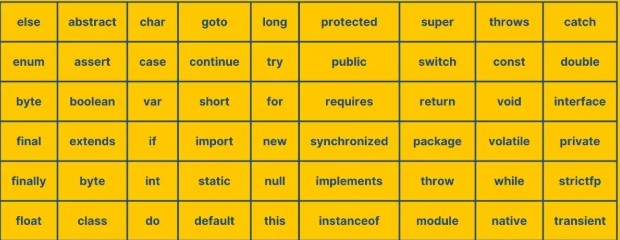 else abstract char goto long protected super throws catch
enum assert case continue try public switch const double
byte boolean var short for requires return void interface
final extends if import new synchronized package volatile private
finally byte int static null implements throw while strictfp
float class do default this instanceof module native transient